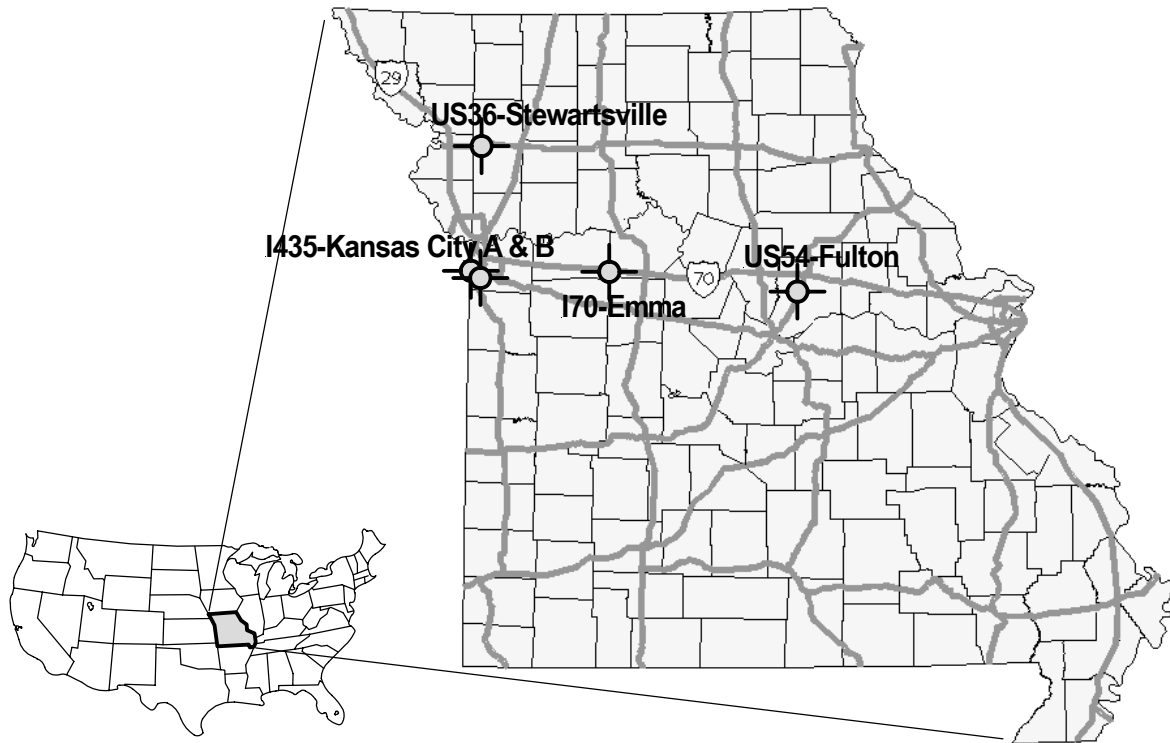 29
US36-Stewartsville
I435-Kansas City A & B
US54-Fulton
70
I70-Emma